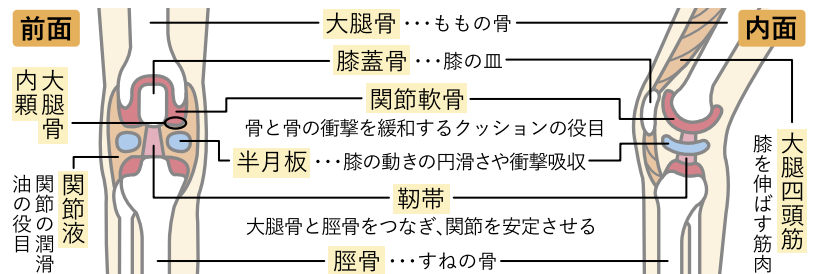 前面
内面
大腿骨･･･ももの骨
膝蓋骨･･･膝の皿
関節軟骨
骨と骨の衝撃を緩和するクッションの役目
半月板･･･膝の動きの円滑さや衝撃吸収
靭帯
大腿骨と脛骨をつなぎ、関節を安定させる
脛骨･･･すねの骨
大腿骨
内顆
関節液
関節の潤滑
油の役目
大腿四頭筋
膝を伸ばす筋肉